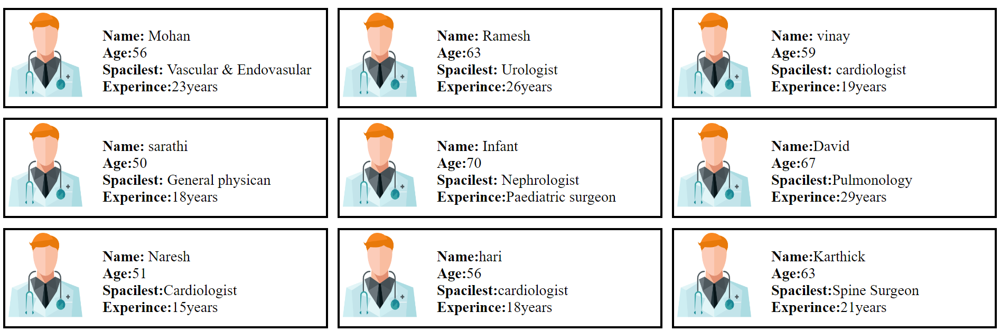 Name: Mohan
Age:56
Spacilest: Vascular & Endovasular
Experince:23years
Name: Ramesh
Age:63
Spacilest: Urologist
Experince:26years
Name: vinay
Age:59
Spacilest: cardiologist
Experince:19years
Name: sarathi
Age:50
Spacilest: General physican
Experince:18years
Name: Infant
Age:70
Spacilest: Nephrologist
Experince:Paediatric surgeon
Name:David
Age:67
Spacilest:Pulmonology
Experince:29years
Name: Naresh
Age:51
Spacilest:Cardiologist
Experince:15years
Name:hari
Age:56
Spacilest:cardiologist
Experince:18years
Name:Karthick
Age:63
Spacilest:Spine Surgeon
Experince:21years